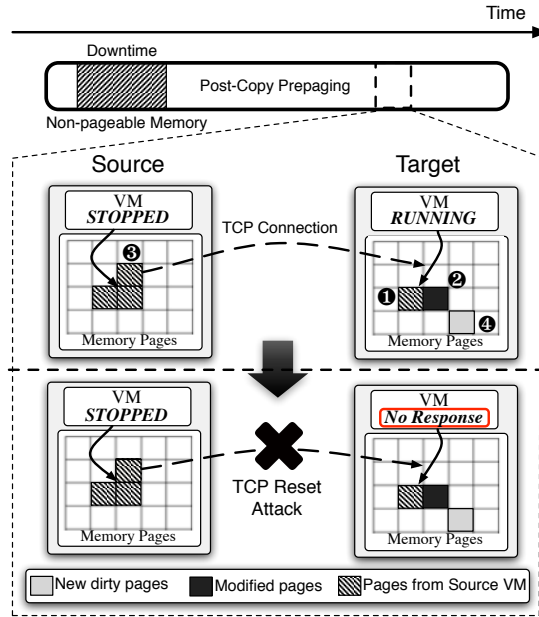 Time
Downtime
Post-Copy Prepaging
Non-pageable Memory
Source
Target
VM
STOPPED
VM
RUNNING
TCP Connection
❸
❷
❶
❹
Memory Pages
Memory Pages
VM
STOPPED
VM
No Response
TCP Reset
Attack
Memory Pages
Memory Pages
New dirty pages
Modified pages
Pages from Source VM